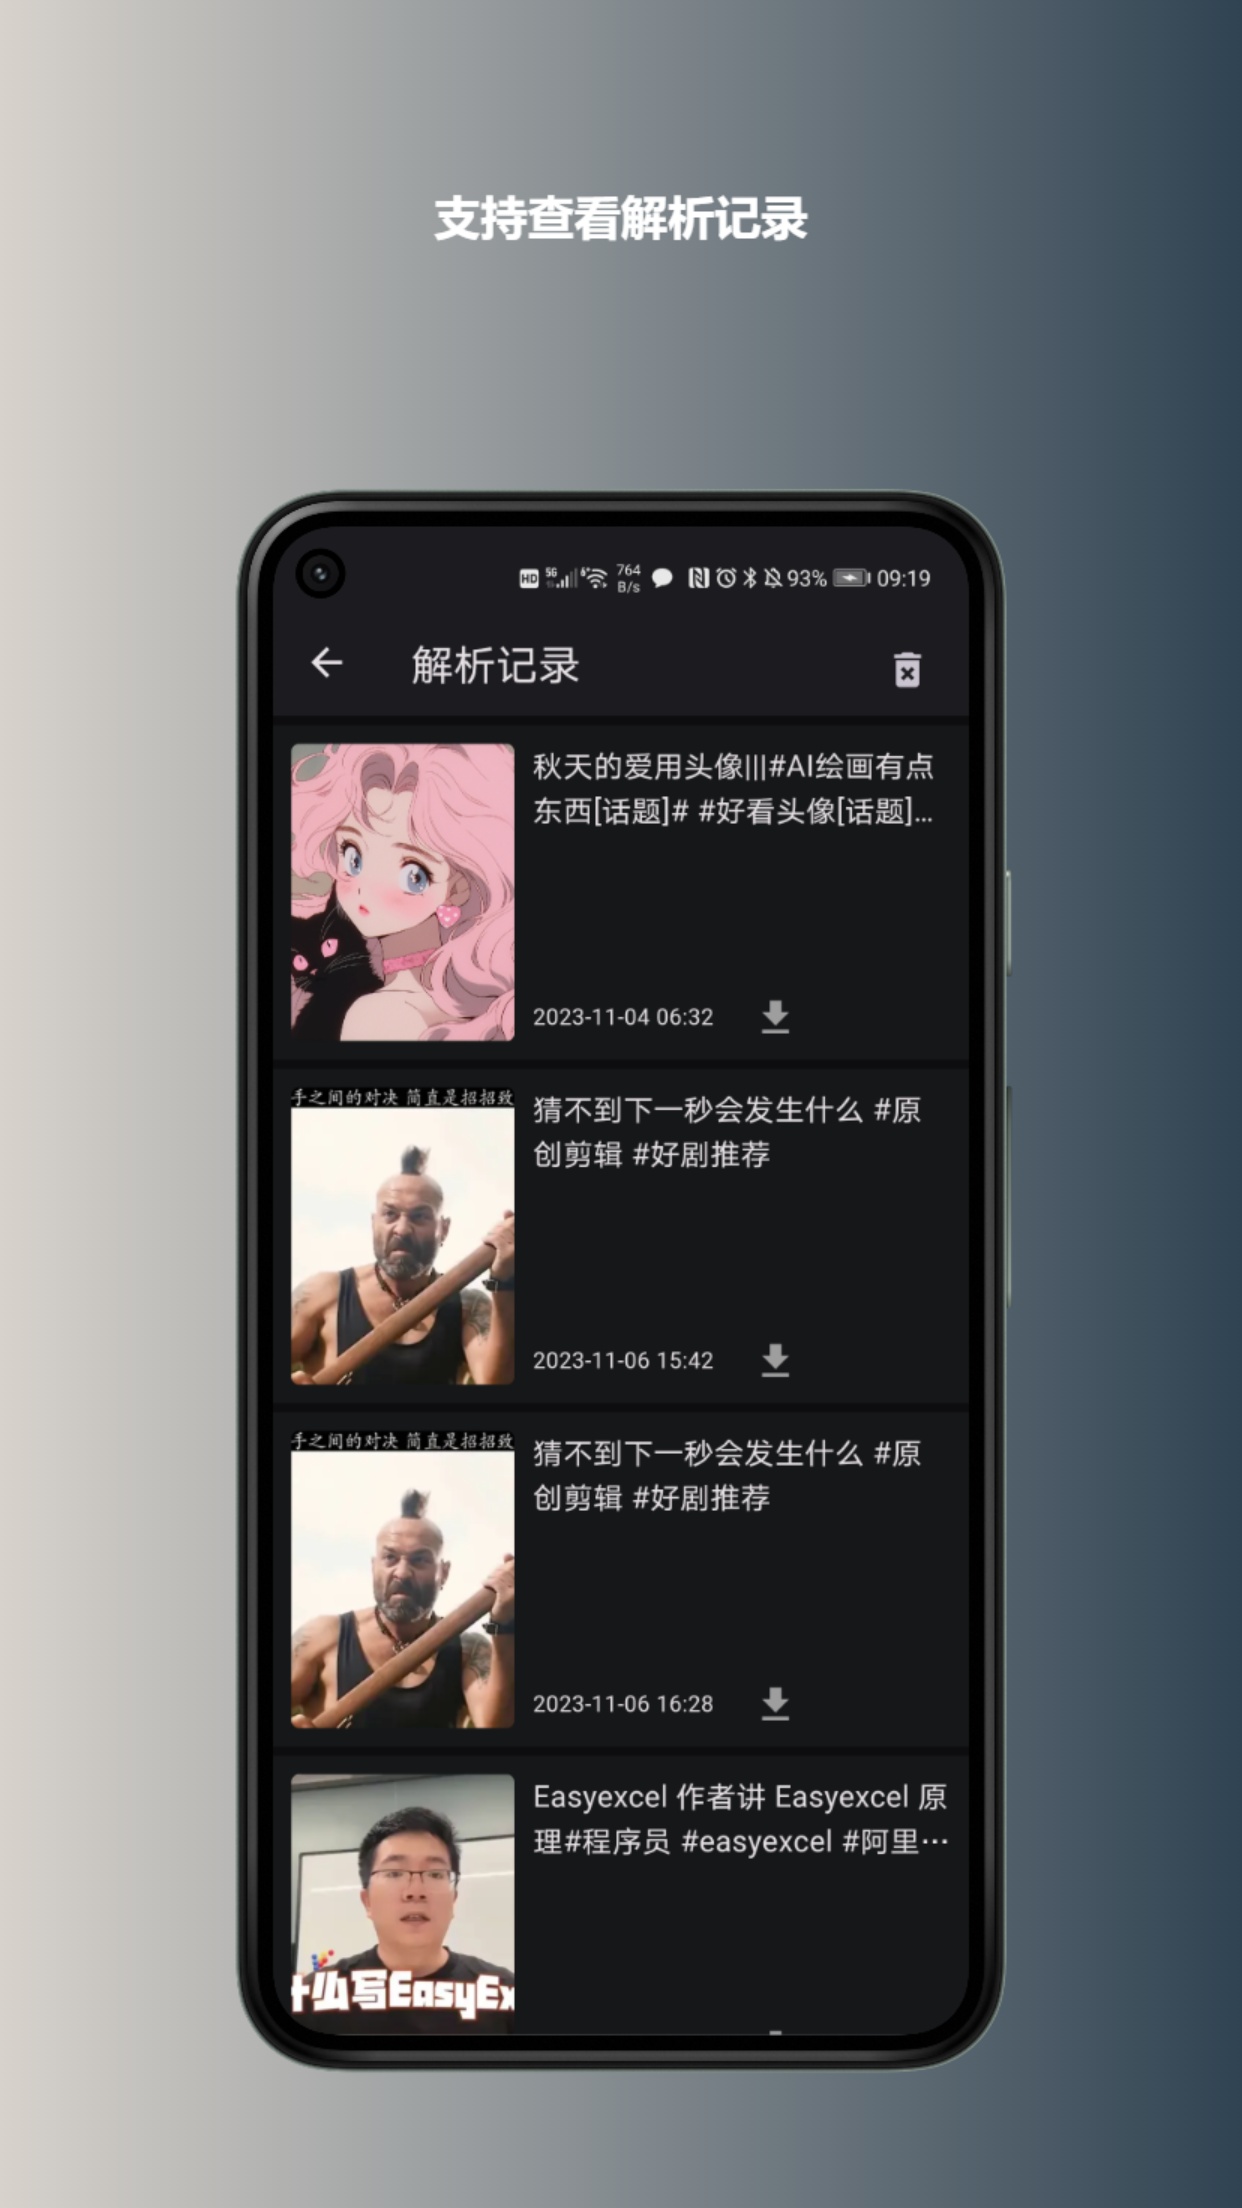 支持查看解析记录
HD 5G 6+ 764 B/s 93% 09:19
解析记录
秋天的爱用头像|||#AI绘画有点
东西[话题]# #好看头像[话题]...
2023-11-04 06:32
手之间的对决 简直是招招致
猜不到下一秒会发生什么 #原
创剪辑 #好剧推荐
2023-11-06 15:42
手之间的对决 简直是招招致
猜不到下一秒会发生什么 #原
创剪辑 #好剧推荐
2023-11-06 16:28
Easyexcel 作者讲 Easyexcel 原
理#程序员 #easyexcel #阿里…
什么写EasyEx